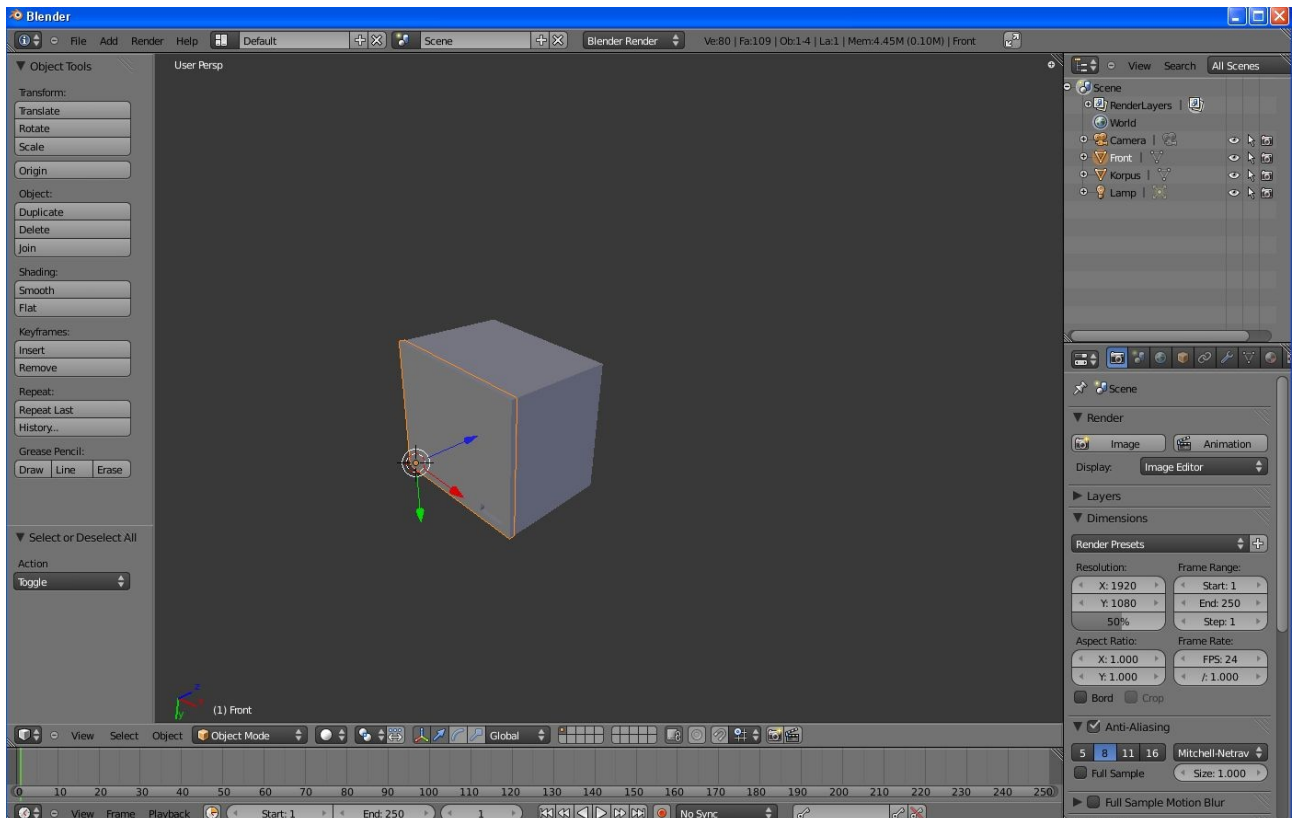 Blender
File Add Render Help Default Scene Blender Render Ve:80 | Fa:109 | Ob:1-4 | La:1 | Mem:4.45M (0.10M) | Front
Object Tools
Transform:
Translate
Rotate
Scale
Origin
Object:
Duplicate
Delete
Join
Shading:
Smooth
Flat
Keyframes:
Insert
Remove
Repeat:
Repeat Last
History...
Grease Pencil:
Draw Line Erase
Select or Deselect All
Action
Toggle
User Persp
z
x
y
(1) Front
View Select Object Object Mode Global
0 10 20 30 40 50 60 70 80 90 100 110 120 130 140 150 160 170 180 190 200 210 220 230 240 250
View Frame Playback Start: 1 End: 250 1 No Sync
View Search All Scenes
Scene
RenderLayers |
World
Camera |
Front |
Korpus |
Lamp |
Scene
Render
Image Animation
Display: Image Editor
Layers
Dimensions
Render Presets
Resolution: Frame Range:
X: 1920 Start: 1
Y: 1080 End: 250
50% Step: 1
Aspect Ratio: Frame Rate:
X: 1.000 FPS: 24
Y: 1.000 /: 1.000
Bord Crop
Anti-Aliasing
5 8 11 16 Mitchell-Netrav
Full Sample Size: 1.000
Full Sample Motion Blur